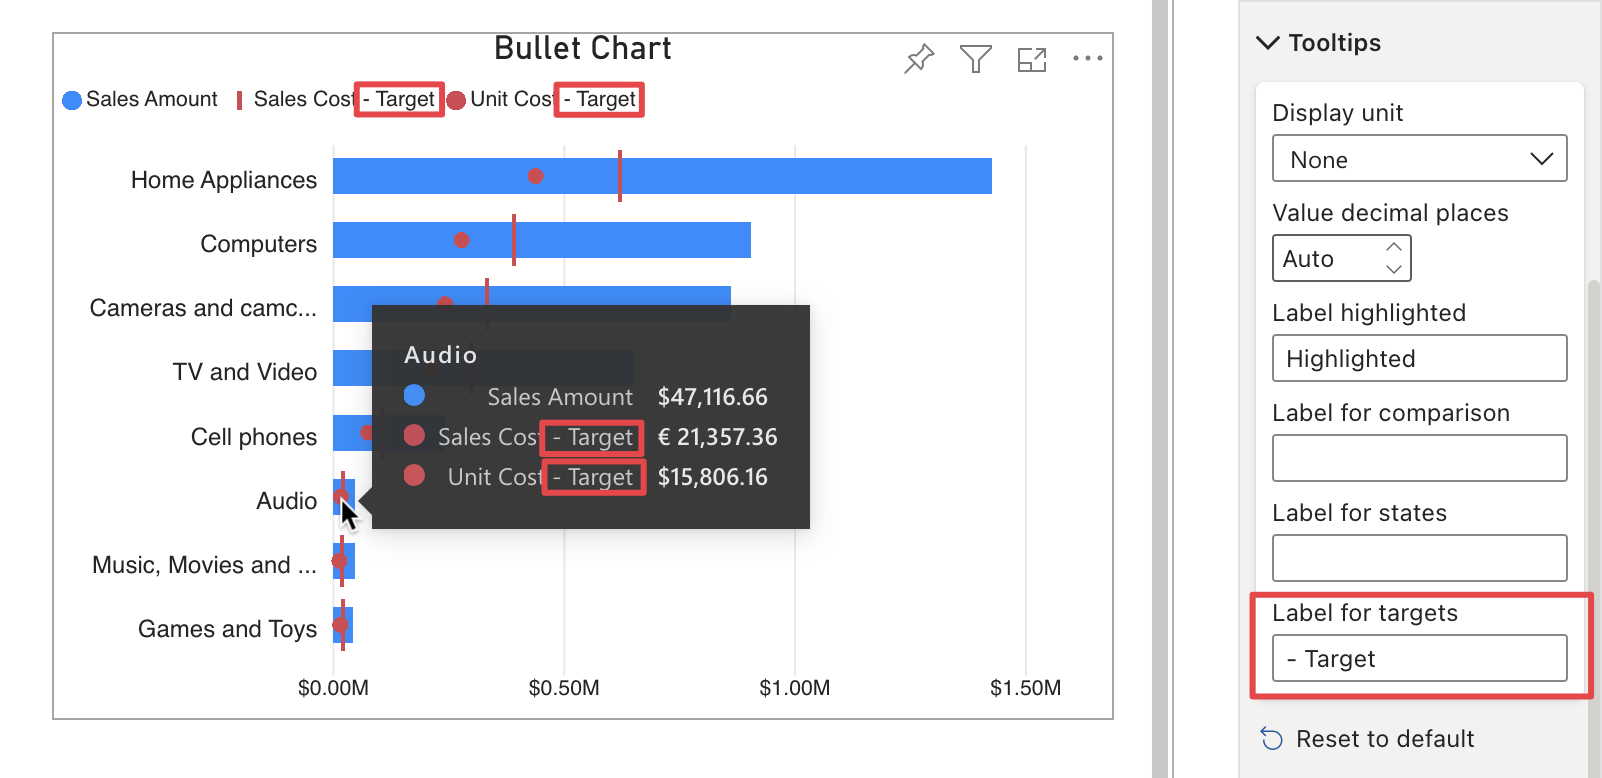 Bullet Chart
Sales Amount Sales Cost - Target Unit Cost - Target
Home Appliances
Computers
Cameras and camc...
TV and Video
Cell phones
Audio
Music, Movies and ...
Games and Toys
$0.00M $0.50M $1.00M $1.50M
Audio
Sales Amount $47,116.66
Sales Cost - Target € 21,357.36
Unit Cost - Target $15,806.16
Tooltips
Display unit
None
Value decimal places
Auto
Label highlighted
Highlighted
Label for comparison
Label for states
Label for targets
- Target
Reset to default